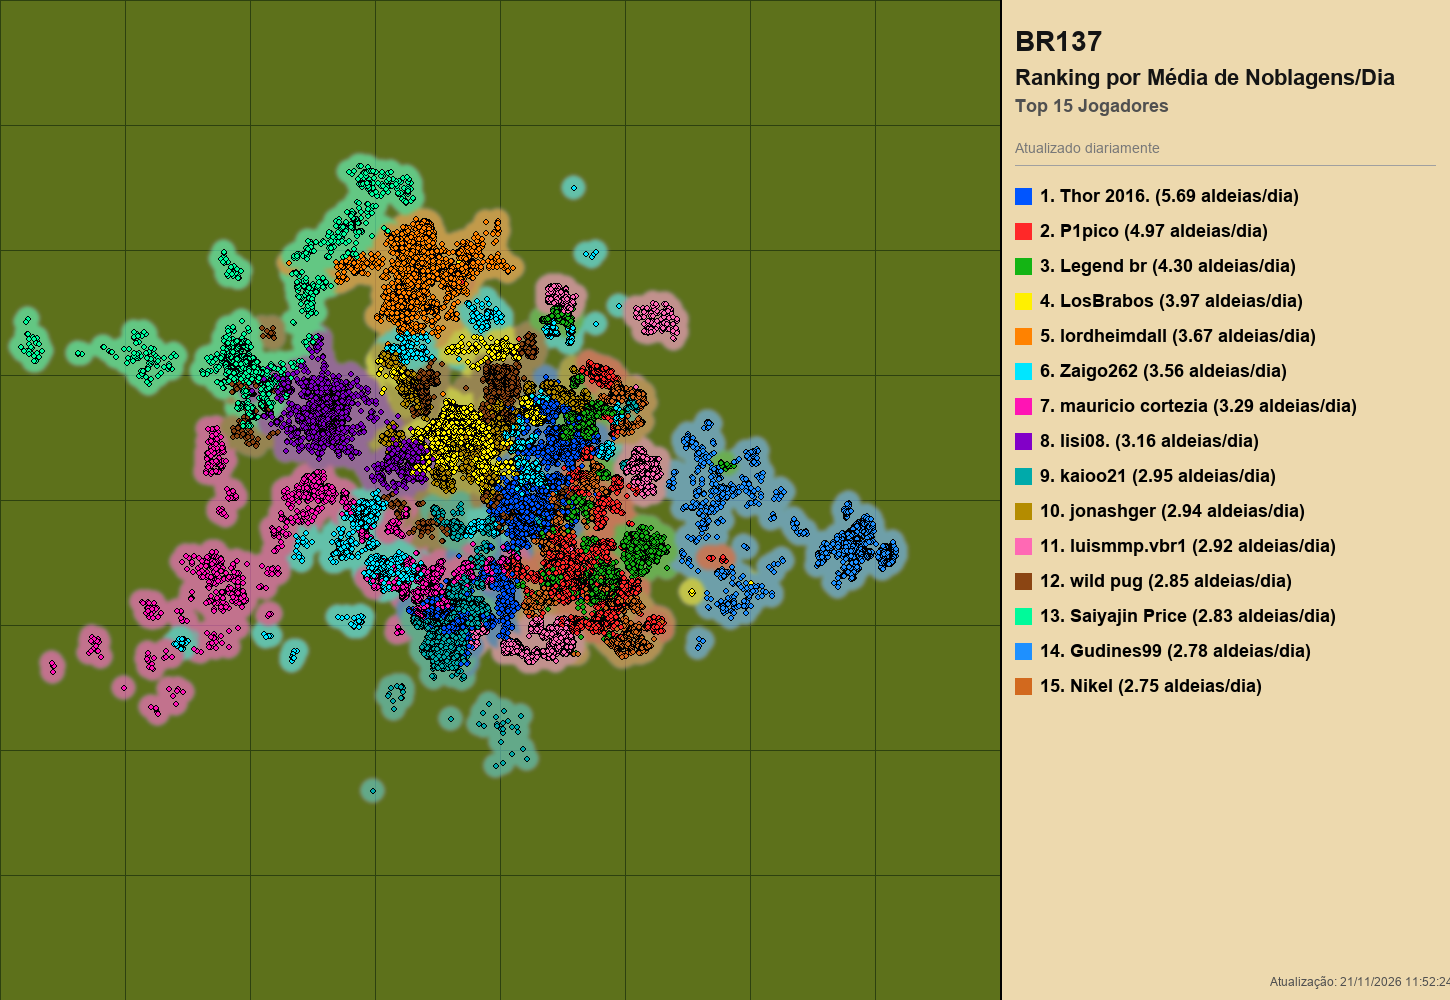 BR137
Ranking por Média de Noblagens/Dia
Top 15 Jogadores
Atualizado diariamente
1. Thor 2016. (5.69 aldeias/dia)
2. P1pico (4.97 aldeias/dia)
3. Legend br (4.30 aldeias/dia)
4. LosBrabos (3.97 aldeias/dia)
5. lordheimdall (3.67 aldeias/dia)
6. Zaigo262 (3.56 aldeias/dia)
7. mauricio cortezia (3.29 aldeias/dia)
8. lisi08. (3.16 aldeias/dia)
9. kaioo21 (2.95 aldeias/dia)
10. jonashger (2.94 aldeias/dia)
11. luismmp.vbr1 (2.92 aldeias/dia)
12. wild pug (2.85 aldeias/dia)
13. Saiyajin Price (2.83 aldeias/dia)
14. Gudines99 (2.78 aldeias/dia)
15. Nikel (2.75 aldeias/dia)
Atualização: 21/11/2026 11:52:24